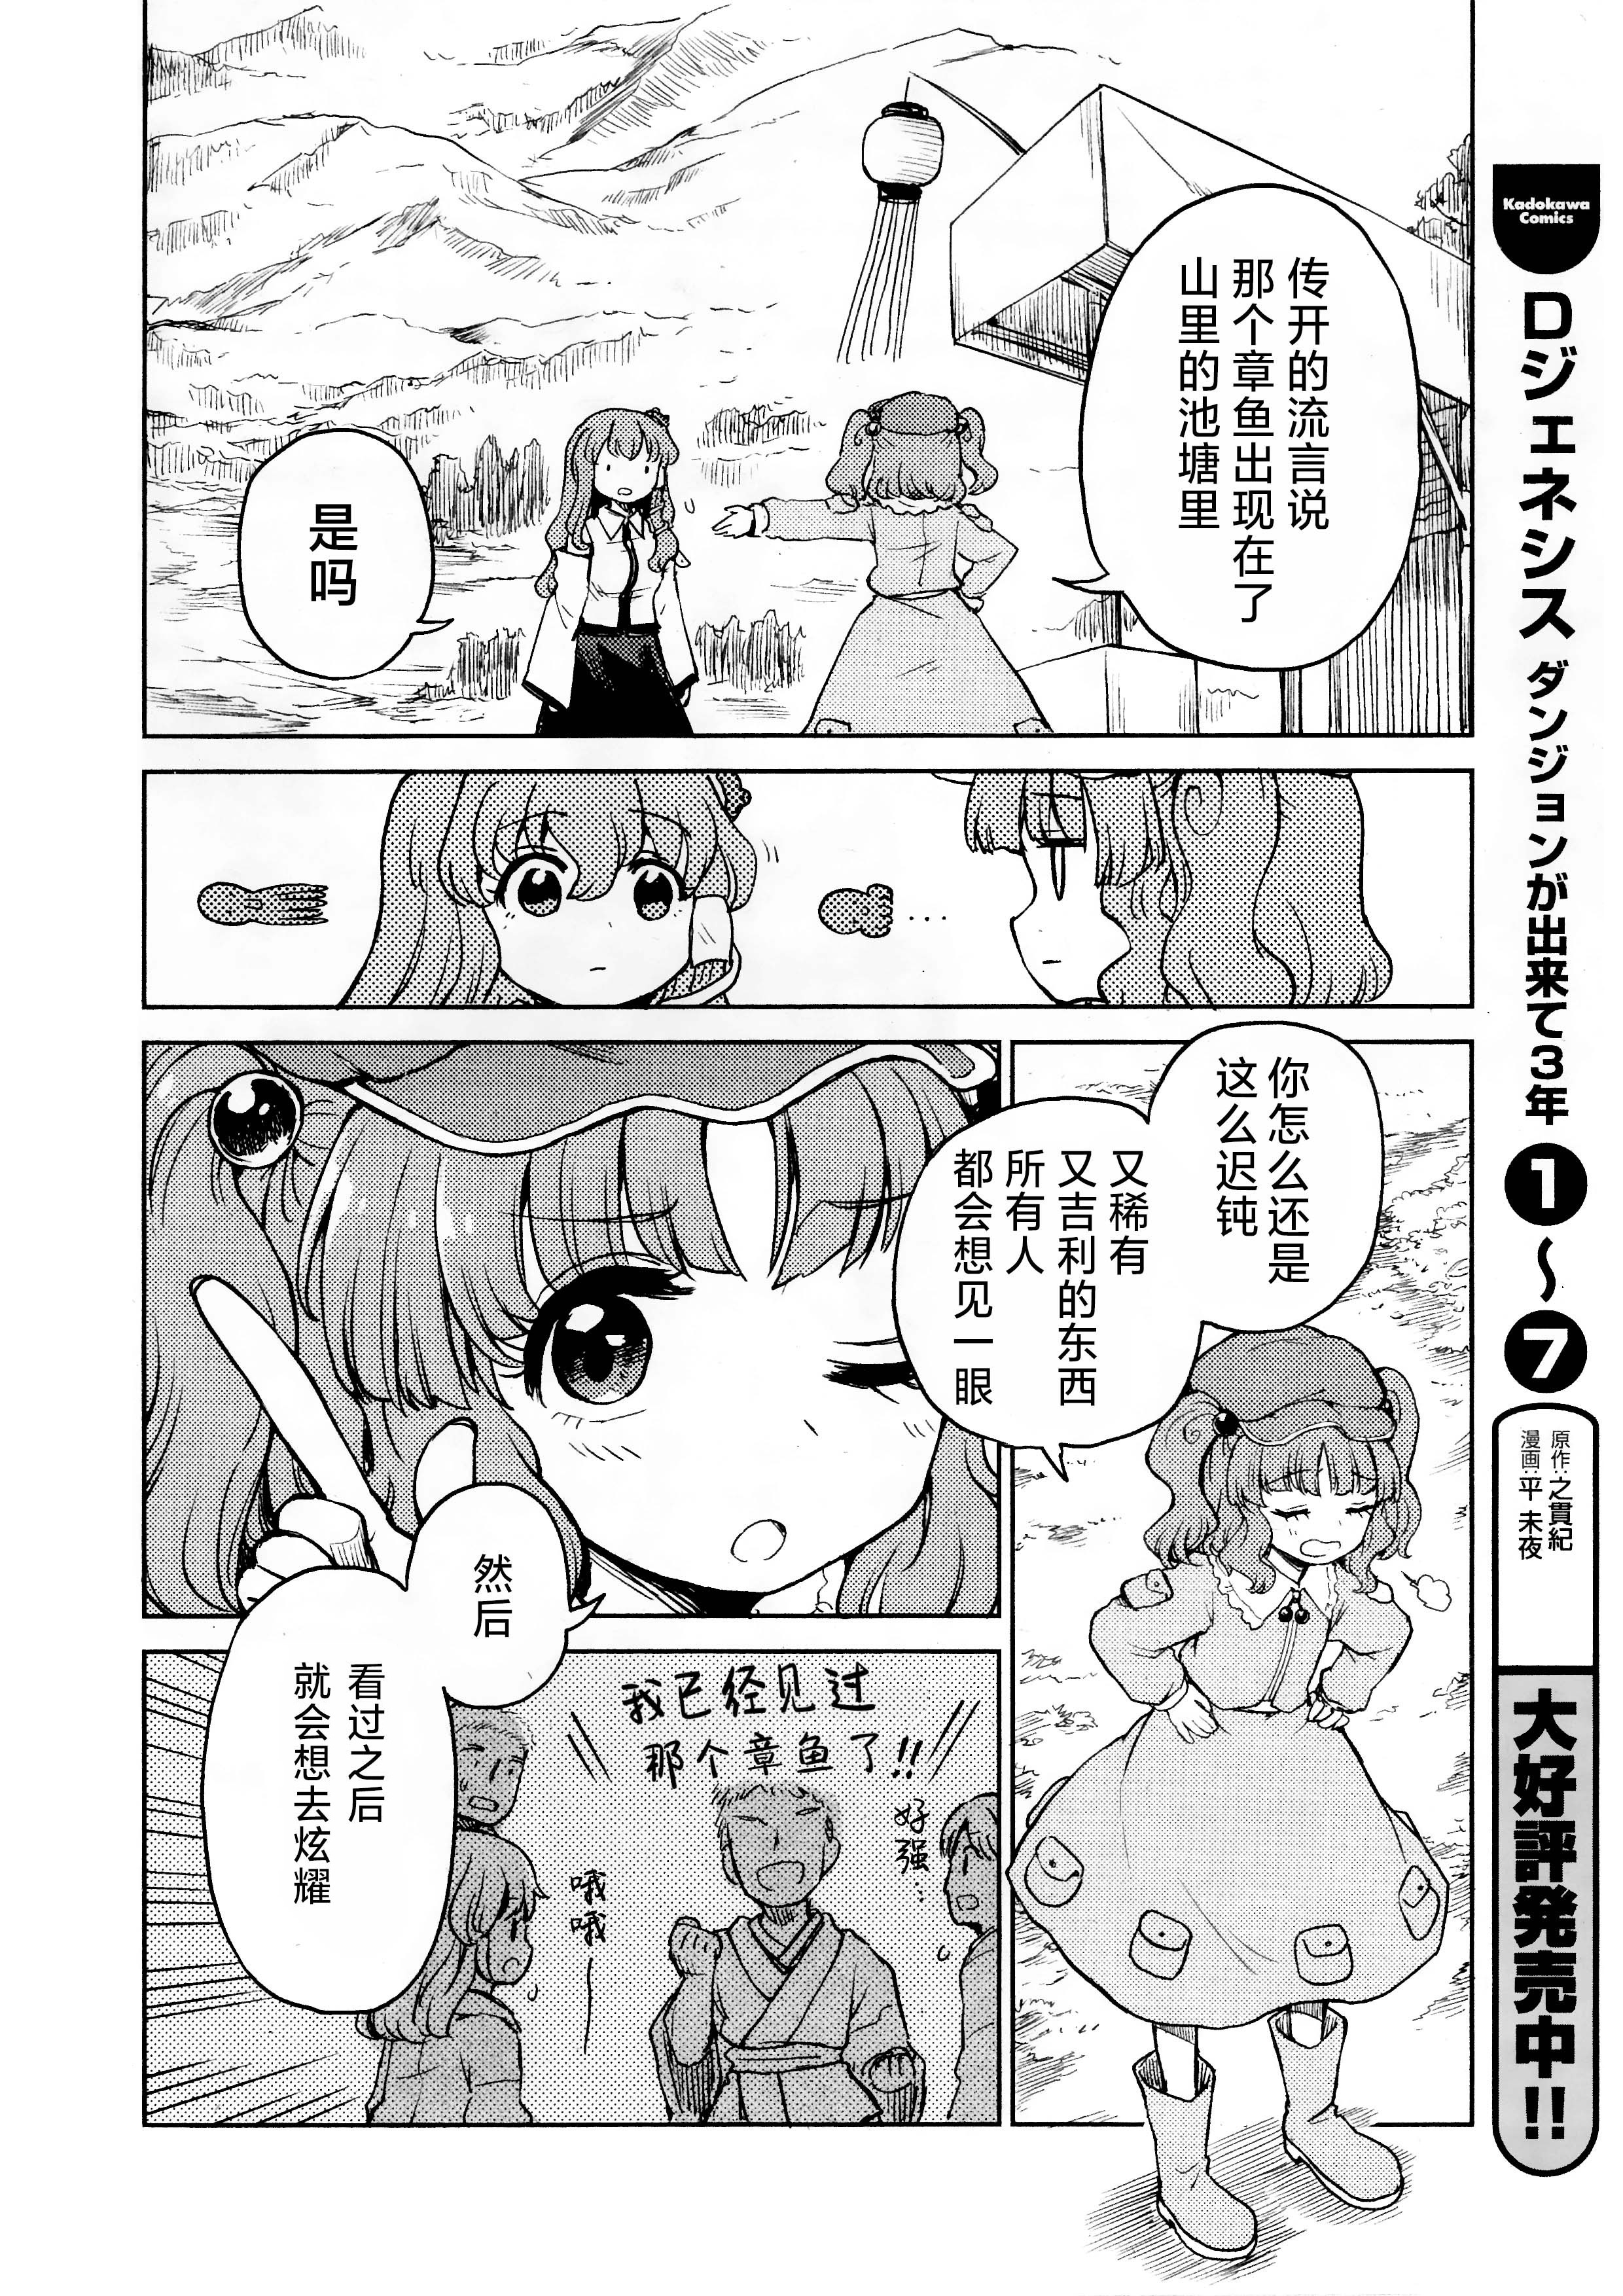 传开的流言说
那个章鱼出现在了
山里的池塘里
是吗
…
你怎么还是
这么迟钝
又稀有
又吉利的东西
所有人
都会想见一眼
然后
看过之后
就会想去炫耀
我已经见过
那个章鱼了!!
好强…
哦哦——
Kadokawa
Comics
Dジェネシス ダンジョンが出来て3年 1～7
原作:之貫紀
漫画:平 未夜
大好評発売中!!